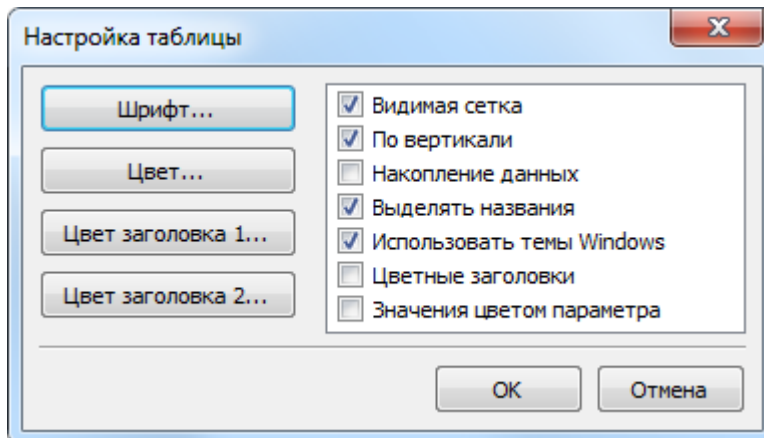 Настройка таблицы
Шрифт...
Цвет...
Цвет заголовка 1...
Цвет заголовка 2...
Видимая сетка
По вертикали
Накопление данных
Выделять названия
Использовать темы Windows
Цветные заголовки
Значения цветом параметра
OK
Отмена